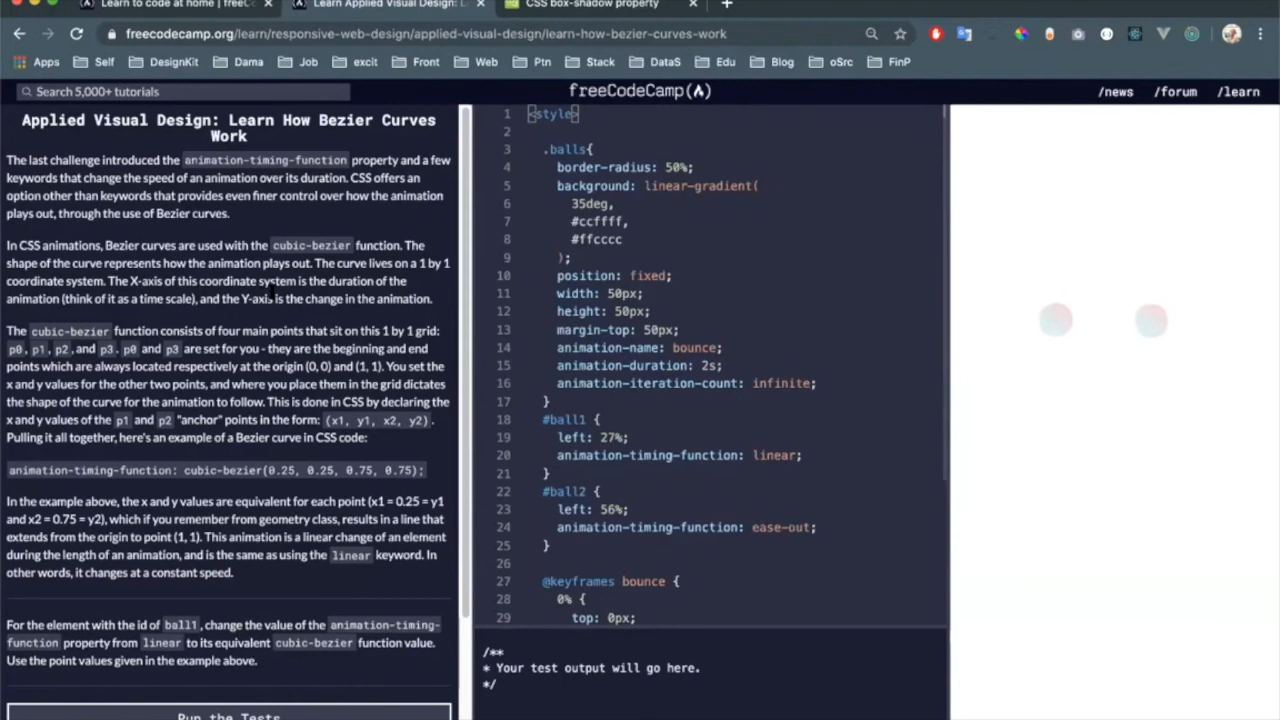 Learn to code at home | freeC
Learn Applied Visual Design: L
CSS box-shadow property
freecodecamp.org/learn/responsive-web-design/applied-visual-design/learn-how-bezier-curves-work
Apps Self DesignKit Dama Job excit Front Web Ptn Stack DataS Edu Blog oSrc FinP
Search 5,000+ tutorials
freeCodeCamp
/news /forum /learn
Applied Visual Design: Learn How Bezier Curves
Work
The last challenge introduced the animation-timing-function property and a few
keywords that change the speed of an animation over its duration. CSS offers an
option other than keywords that provides even finer control over how the animation
plays out, through the use of Bezier curves.
In CSS animations, Bezier curves are used with the cubic-bezier function. The
shape of the curve represents how the animation plays out. The curve lives on a 1 by 1
coordinate system. The X-axis of this coordinate system is the duration of the
animation (think of it as a time scale), and the Y-axis is the change in the animation.
The cubic-bezier function consists of four main points that sit on this 1 by 1 grid:
p0, p1, p2, and p3. p0 and p3 are set for you - they are the beginning and end
points which are always located respectively at the origin (0, 0) and (1, 1). You set the
x and y values for the other two points, and where you place them in the grid dictates
the shape of the curve for the animation to follow. This is done in CSS by declaring the
x and y values of the p1 and p2 "anchor" points in the form: (x1, y1, x2, y2).
Pulling it all together, here's an example of a Bezier curve in CSS code:
animation-timing-function: cubic-bezier(0.25, 0.25, 0.75, 0.75);
In the example above, the x and y values are equivalent for each point (x1 = 0.25 = y1
and x2 = 0.75 = y2), which if you remember from geometry class, results in a line that
extends from the origin to point (1, 1). This animation is a linear change of an element
during the length of an animation, and is the same as using the linear keyword. In
other words, it changes at a constant speed.
For the element with the id of ball1, change the value of the animation-timing-
function property from linear to its equivalent cubic-bezier function value.
Use the point values given in the example above.
Run the Tests
1 <style>
2
3 .balls{
4 border-radius: 50%;
5 background: linear-gradient(
6 35deg,
7 #ccffff,
8 #ffcccc
9 );
10 position: fixed;
11 width: 50px;
12 height: 50px;
13 margin-top: 50px;
14 animation-name: bounce;
15 animation-duration: 2s;
16 animation-iteration-count: infinite;
17 }
18 #ball1 {
19 left: 27%;
20 animation-timing-function: linear;
21 }
22 #ball2 {
23 left: 56%;
24 animation-timing-function: ease-out;
25 }
26
27 @keyframes bounce {
28 0% {
29 top: 0px;
/**
* Your test output will go here.
*/